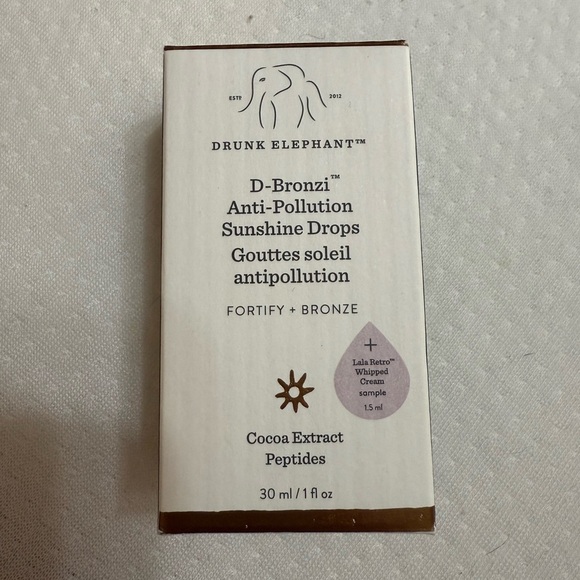 ESTD 2012
DRUNK ELEPHANT™
D-Bronzi™
Anti-Pollution
Sunshine Drops
Gouttes soleil
antipollution
FORTIFY + BRONZE
+
Lala Retro™
Whipped
Cream
sample
1.5 ml
Cocoa Extract
Peptides
30 ml / 1 fl oz